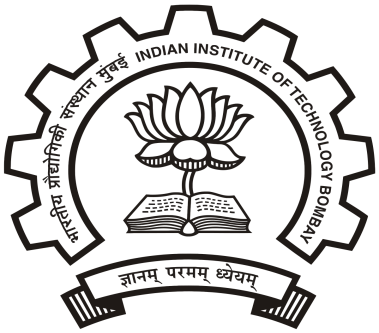 भारतीय प्रौद्योगिकी संस्थान मुंबई
INDIAN INSTITUTE OF TECHNOLOGY BOMBAY
ज्ञानम् परमम् ध्येयम्